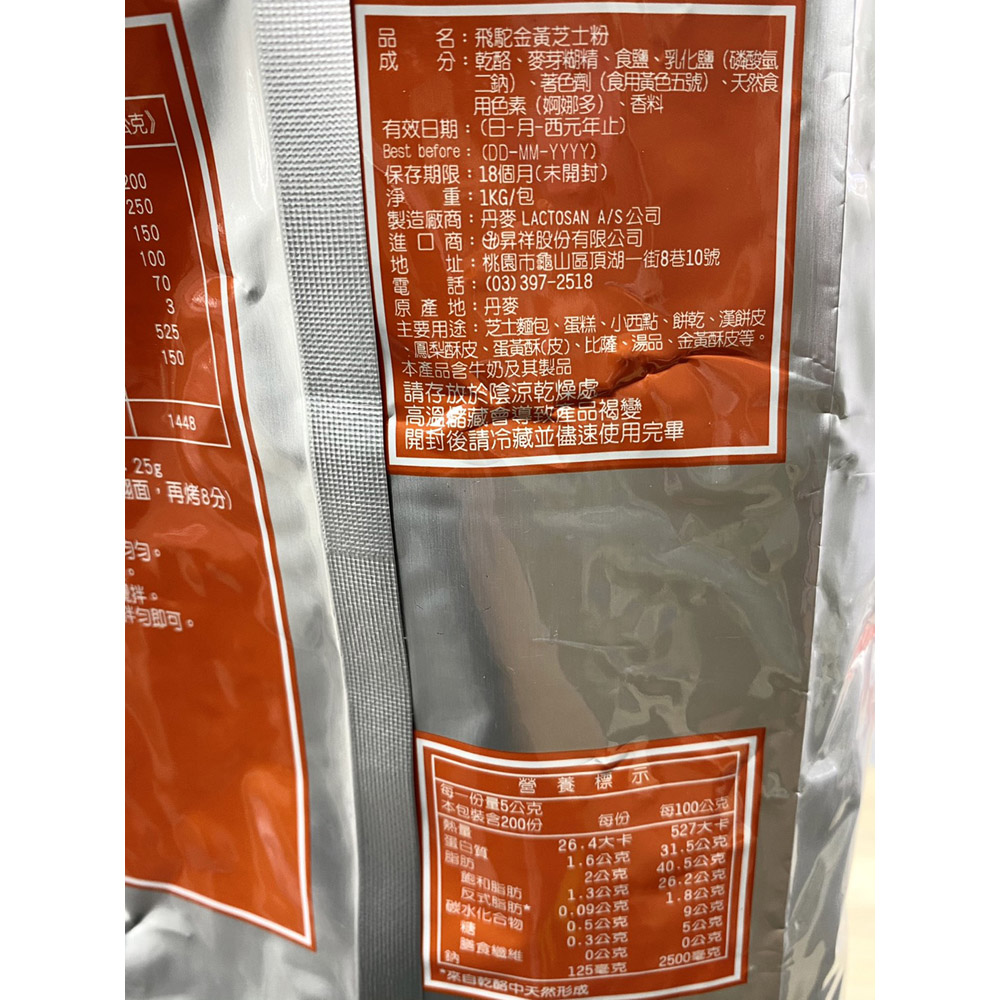 公克》
200
250
150
100
70
3
525
150
1448
25g
面，再烤8分)
勻。
拌。
拌勻即可。
品　　名：飛駝金黃芝士粉
成　　分：乾酪、麥芽糊精、食鹽、乳化鹽（磷酸氫
二鈉）、著色劑（食用黃色五號）、天然食
用色素（婀娜多）、香料
有效日期：(日-月-西元年止)
Best before：(DD-MM-YYYY)
保存期限：18個月(未開封)
淨　　重：1KG/包
製造廠商：丹麥 LACTOSAN A/S公司
進 口 商：昇祥股份有限公司
地　　址：桃園市龜山區頂湖一街8巷10號
電　　話：(03)397-2518
原 產 地：丹麥
主要用途：芝士麵包、蛋糕、小西點、餅乾、漢餅皮
、鳳梨酥皮、蛋黃酥(皮)、比薩、湯品、金黃酥皮等。
本產品含牛奶及其製品
請存放於陰涼乾燥處
高溫儲藏會導致產品褐變
開封後請冷藏並儘速使用完畢
營養標示
每一份量5公克
本包裝含200份
每份　每100公克
熱量　26.4大卡　527大卡
蛋白質　1.6公克　31.5公克
脂肪　2公克　40.5公克
飽和脂肪　1.3公克　26.2公克
反式脂肪*　0.09公克　1.8公克
碳水化合物　0.5公克　9公克
糖　0.3公克　5公克
膳食纖維　0公克　0公克
鈉　125毫克　2500毫克
*來自乾酪中天然形成